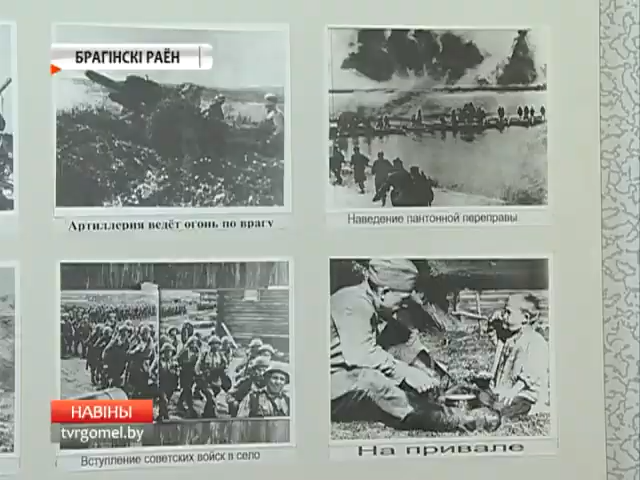 БРАГІНСКІ РАЁН
Артиллерия ведёт огонь по врагу
Наведение пантонной переправы
НАВІНЫ
tvrgomel.by
Вступление советских войск в село
На привале